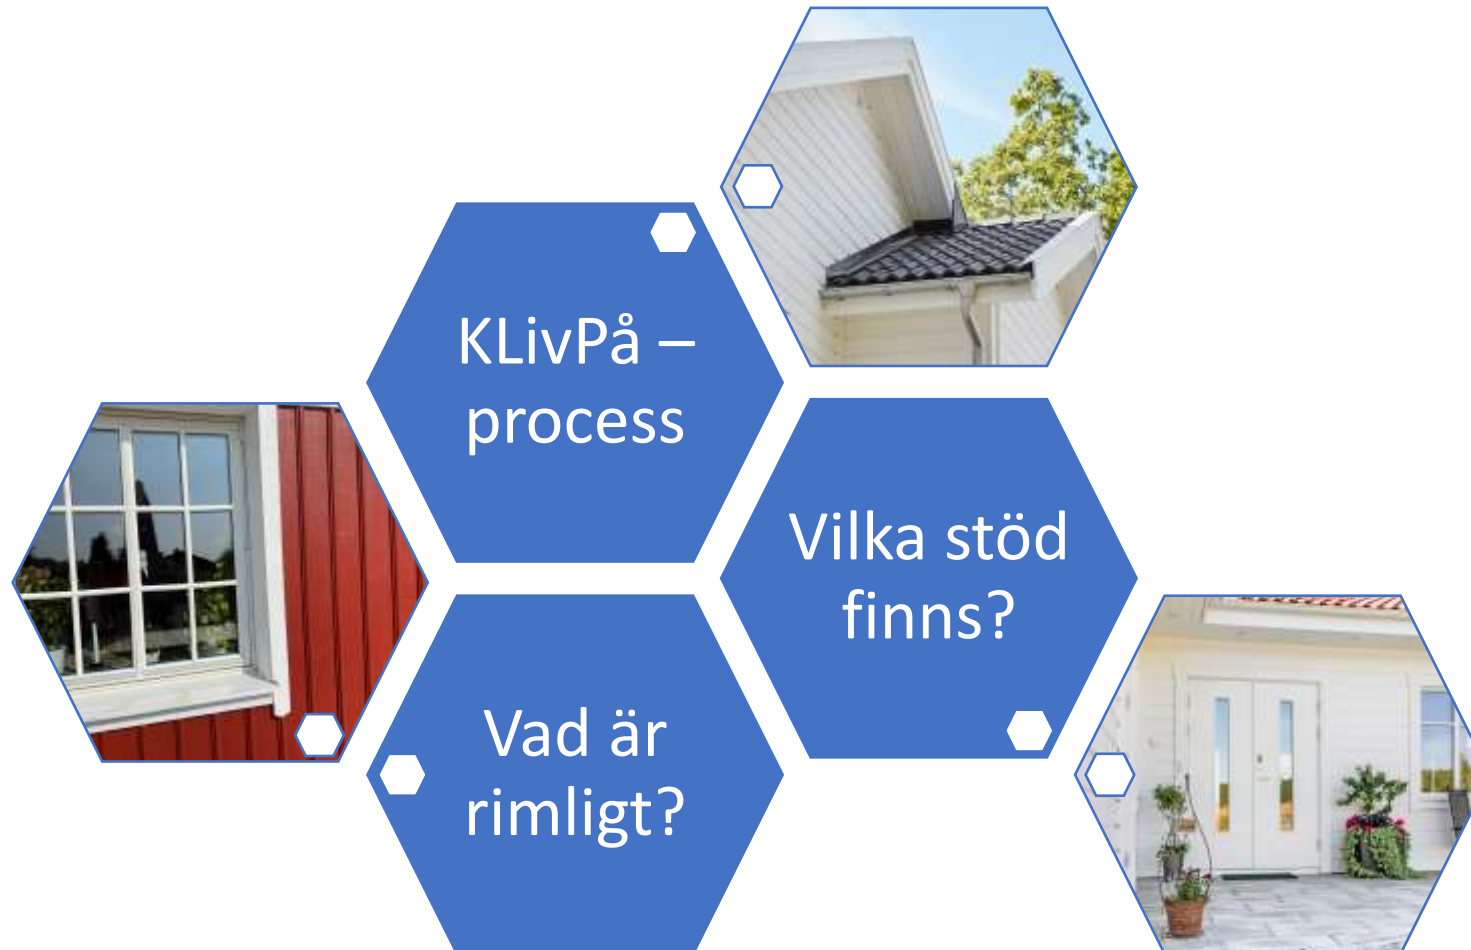 KLivPå –
process
Vilka stöd
finns?
Vad är
rimligt?